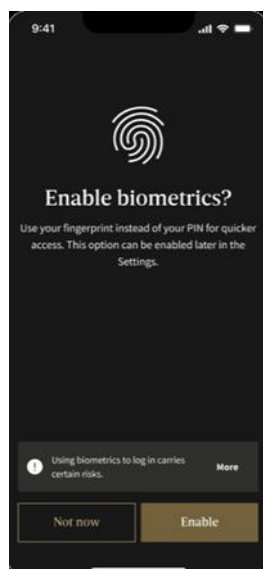 9:41
Enable biometrics?
Use your fingerprint instead of your PIN for quicker
access. This option can be enabled later in the
Settings.
Using biometrics to log in carries
certain risks.
More
Not now
Enable